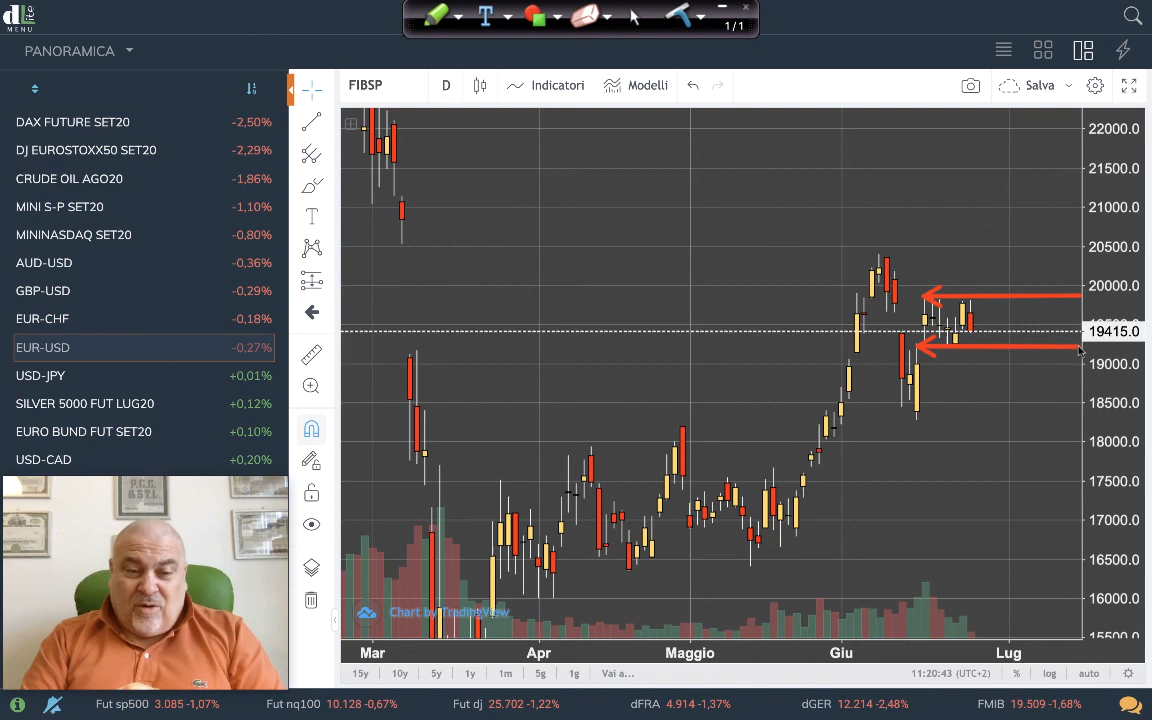 dLite
MENU
1/1
PANORAMICA
DAX FUTURE SET20 -2,50%
DJ EUROSTOXX50 SET20 -2,29%
CRUDE OIL AGO20 -1,86%
MINI S-P SET20 -1,10%
MININASDAQ SET20 -0,80%
AUD-USD -0,36%
GBP-USD -0,29%
EUR-CHF -0,18%
EUR-USD -0,27%
USD-JPY +0,01%
SILVER 5000 FUT LUG20 +0,12%
EURO BUND FUT SET20 +0,10%
USD-CAD +0,20%
P.C.C.
& S.T.L.
FIBSP D Indicatori Modelli Salva
22000.0
21500.0
21000.0
20500.0
20000.0
19415.0
19000.0
18500.0
18000.0
17500.0
17000.0
16500.0
16000.0
15500.0
Chart by TradingView
Mar Apr Maggio Giu Lug
15y 10y 5y 1y 1m 5g 1g Vai a... 11:20:43 (UTC+2) % log auto
Fut sp500 3.085 -1,07% Fut nq100 10.128 -0,67% Fut dj 25.702 -1,22% dFRA 4.914 -1,37% dGER 12.214 -2,48% FMIB 19.509 -1,68%